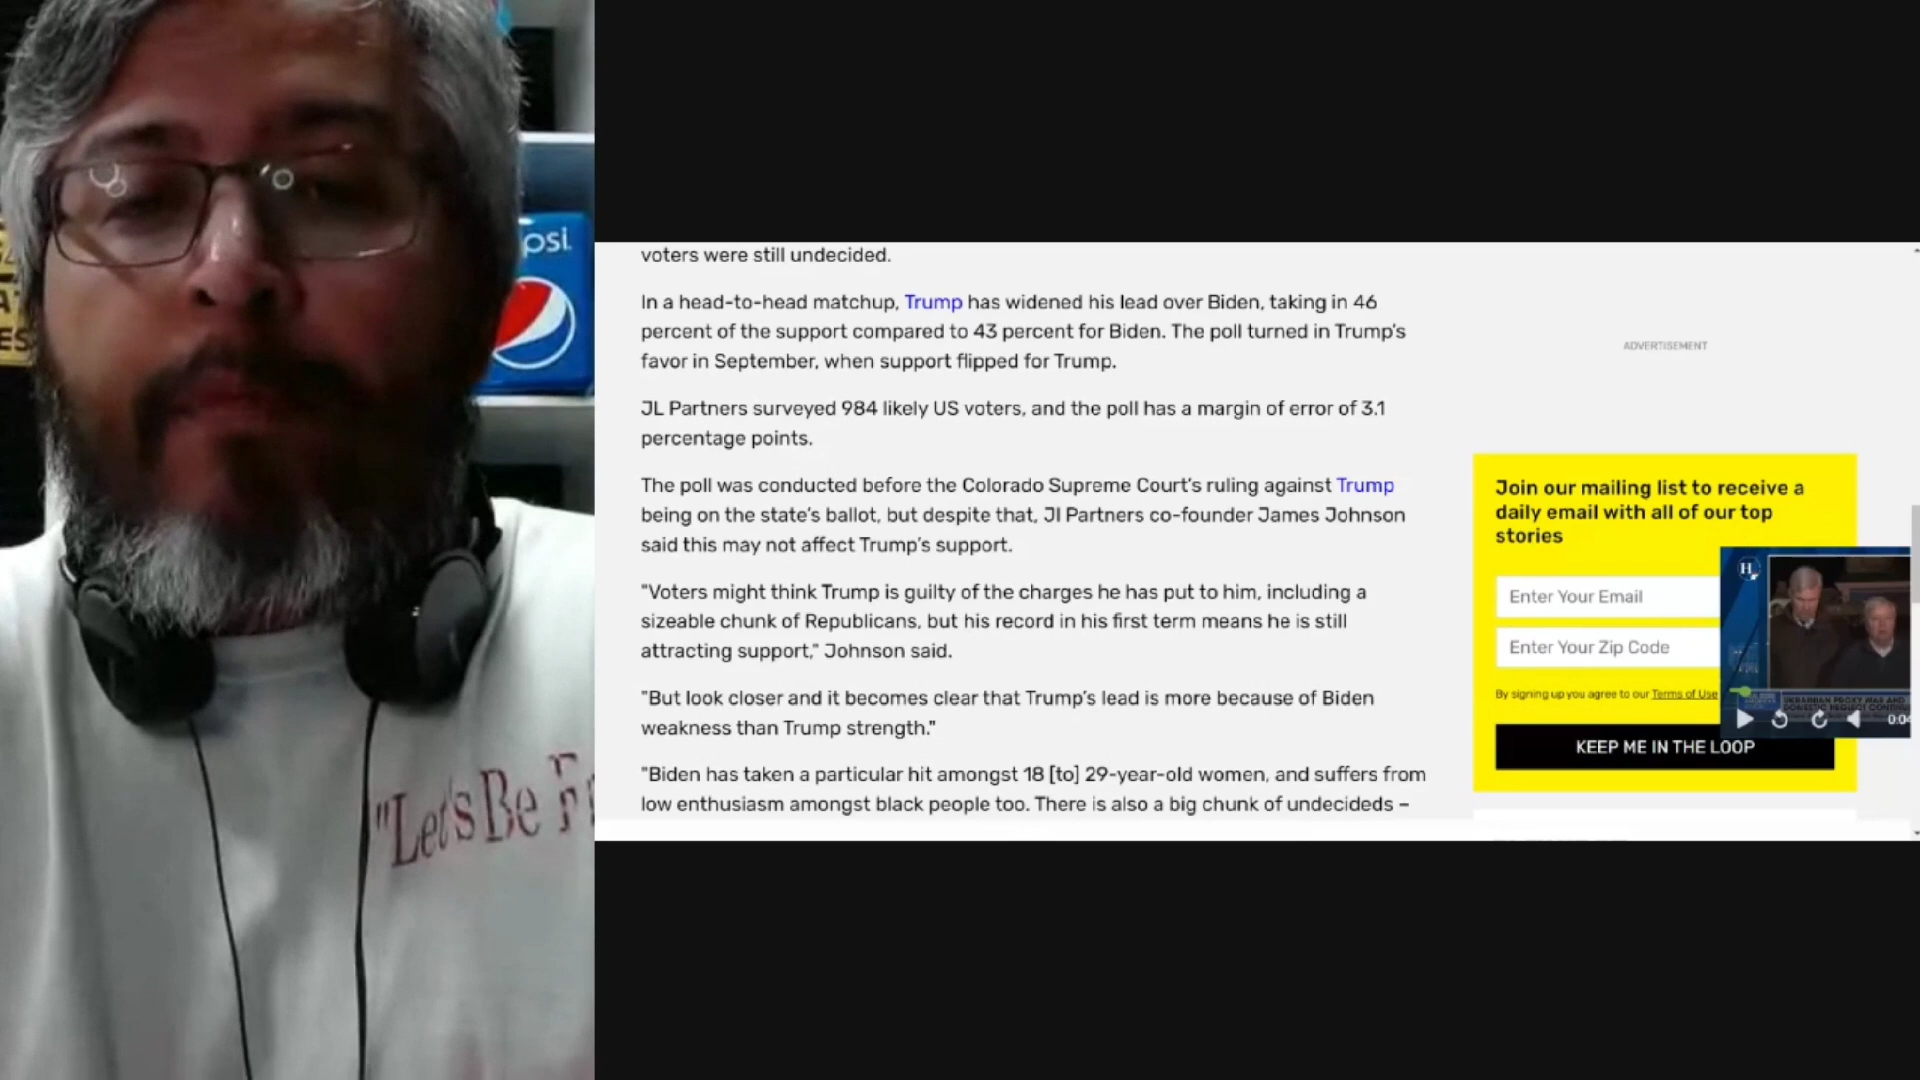 psi
"Let's Be
voters were still undecided.
In a head-to-head matchup, Trump has widened his lead over Biden, taking in 46
percent of the support compared to 43 percent for Biden. The poll turned in Trump's
favor in September, when support flipped for Trump.
JL Partners surveyed 984 likely US voters, and the poll has a margin of error of 3.1
percentage points.
The poll was conducted before the Colorado Supreme Court's ruling against Trump
being on the state's ballot, but despite that, Jl Partners co-founder James Johnson
said this may not affect Trump's support.
"Voters might think Trump is guilty of the charges he has put to him, including a
sizeable chunk of Republicans, but his record in his first term means he is still
attracting support," Johnson said.
"But look closer and it becomes clear that Trump's lead is more because of Biden
weakness than Trump strength."
"Biden has taken a particular hit amongst 18 [to] 29-year-old women, and suffers from
low enthusiasm amongst black people too. There is also a big chunk of undecideds –
ADVERTISEMENT
Join our mailing list to receive a
daily email with all of our top
stories
Enter Your Email
Enter Your Zip Code
By signing up you agree to our Terms of Use
KEEP ME IN THE LOOP
H
UKRAINIAN PROXY WAR AND
DOMESTIC NEGLECT CONTINU
0:04